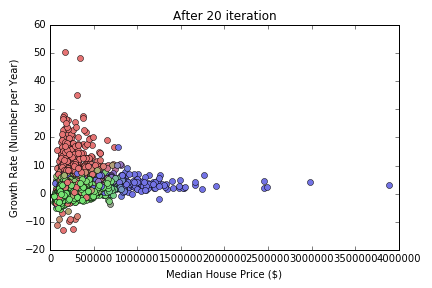 After 20 iteration
60
50
40
30
20
10
0
−10
−20
Growth Rate (Number per Year)
0 500000 1000000 1500000 2000000 2500000 3000000 3500000 4000000
Median House Price ($)